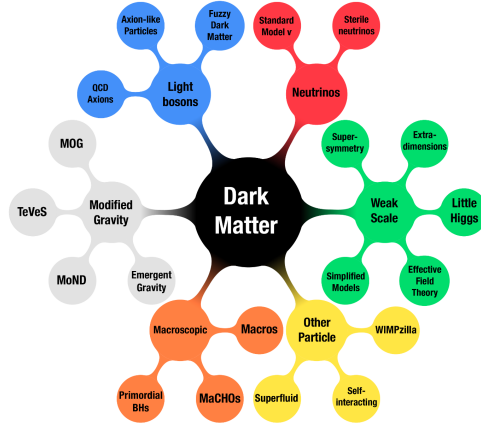 Axion-like
Particles
Fuzzy
Dark
Matter
Standard
Model ν
Sterile
neutrinos
QCD
Axions
Light
bosons
Neutrinos
MOG
Super-
symmetry
Extra-
dimensions
TeVeS
Modified
Gravity
Dark
Matter
Weak
Scale
Little
Higgs
MoND
Emergent
Gravity
Simplified
Models
Effective
Field
Theory
Macroscopic
Macros
Other
Particle
WIMPzilla
Primordial
BHs
MaCHOs
Superfluid
Self-
interacting